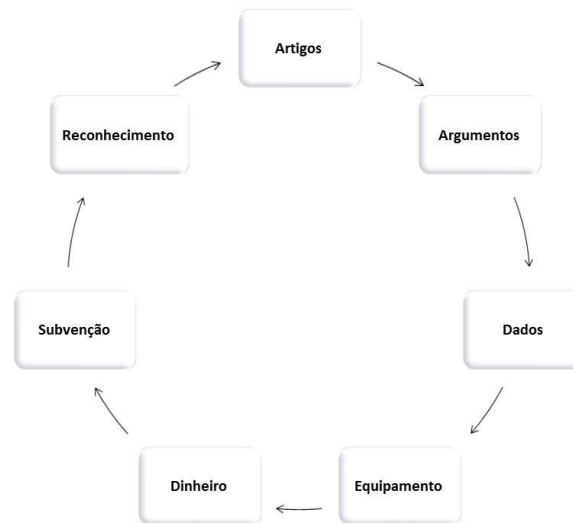 Artigos
Argumentos
Dados
Equipamento
Dinheiro
Subvenção
Reconhecimento